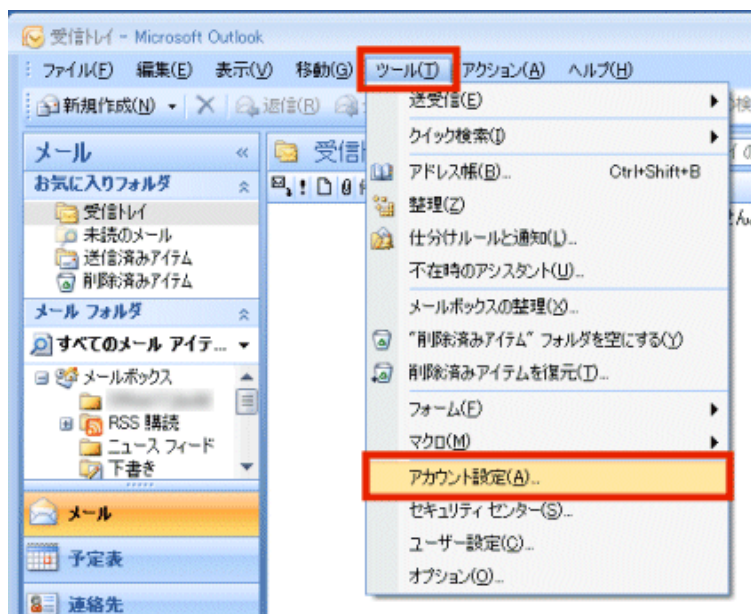 受信トレイ - Microsoft Outlook
ファイル(F) 編集(E) 表示(V) 移動(G) ツール(T) アクション(A) ヘルプ(H)
新規作成(N) 返信(R)
メール
お気に入りフォルダ
受信トレイ
未読のメール
送信済みアイテム
削除済みアイテム
メール フォルダ
すべてのメール アイテ...
メールボックス
RSS 購読
ニュース フィード
下書き
メール
予定表
連絡先
受信
送受信(E)
クイック検索(I)
アドレス帳(B)... Ctrl+Shift+B
整理(Z)
仕分けルールと通知(L)...
不在時のアシスタント(U)...
メールボックスの整理(X)...
"削除済みアイテム" フォルダを空にする(Y)
削除済みアイテムを復元(T)...
フォーム(F)
マクロ(M)
アカウント設定(A)...
セキュリティ センター(S)...
ユーザー設定(C)...
オプション(O)...